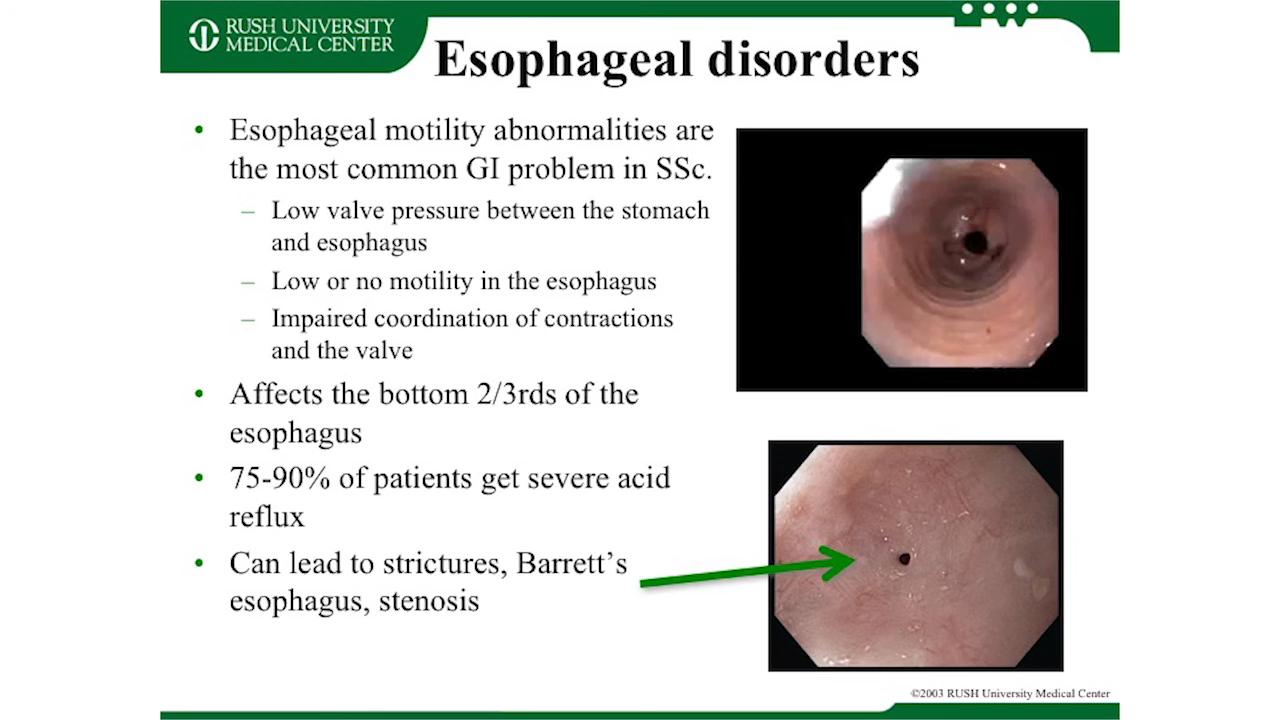 RUSH UNIVERSITY
MEDICAL CENTER
Esophageal disorders
• Esophageal motility abnormalities are
the most common GI problem in SSc.
– Low valve pressure between the stomach
and esophagus
– Low or no motility in the esophagus
– Impaired coordination of contractions
and the valve
• Affects the bottom 2/3rds of the
esophagus
• 75-90% of patients get severe acid
reflux
• Can lead to strictures, Barrett’s
esophagus, stenosis
©2003 RUSH University Medical Center